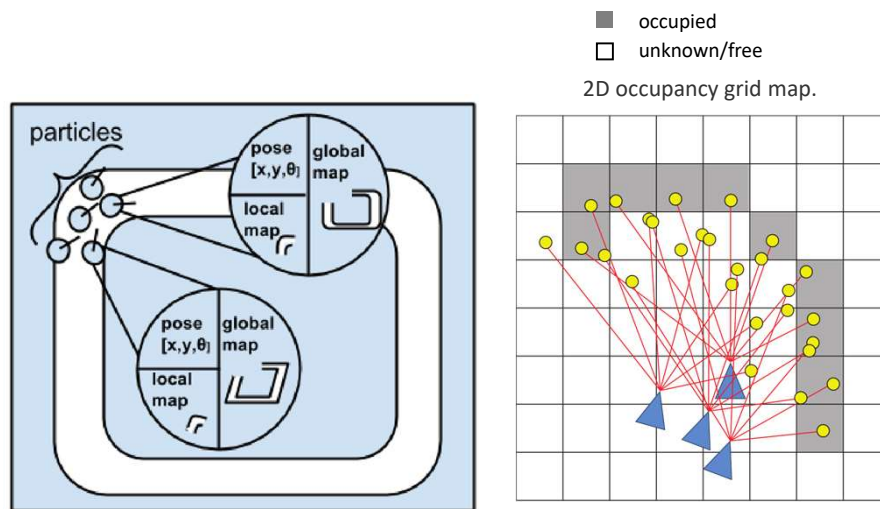 occupied
unknown/free
2D occupancy grid map.
particles
pose
[x,y,θ]
global
map
local
map
pose
[x,y,θ]
global
map
local
map